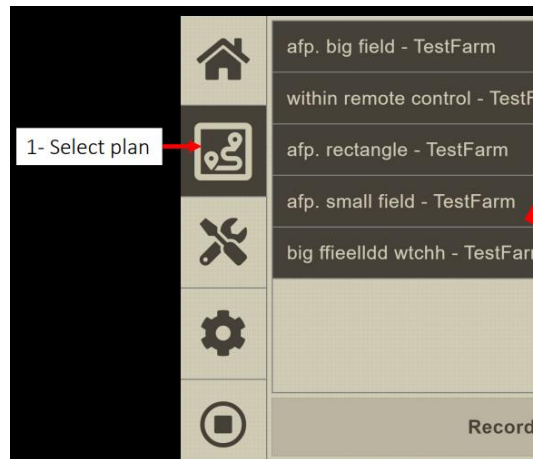 afp. big field - TestFarm
within remote control - TestF
1- Select plan
afp. rectangle - TestFarm
afp. small field - TestFarm
big ffieelldd wtchh - TestFarm
Record